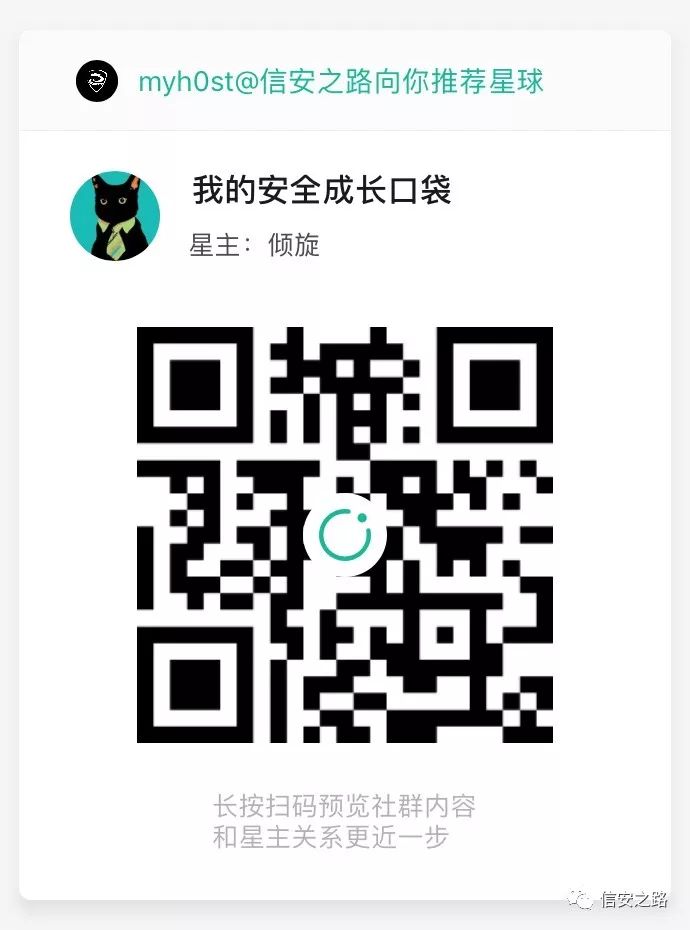 myh0st@信安之路向你推荐星球
我的安全成长口袋
星主：倾旋
长按扫码预览社群内容
和星主关系更近一步
信安之路